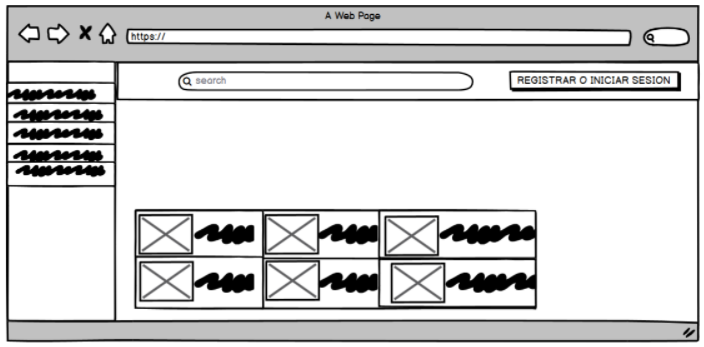 A Web Page
https://
search
REGISTRAR O INICIAR SESION